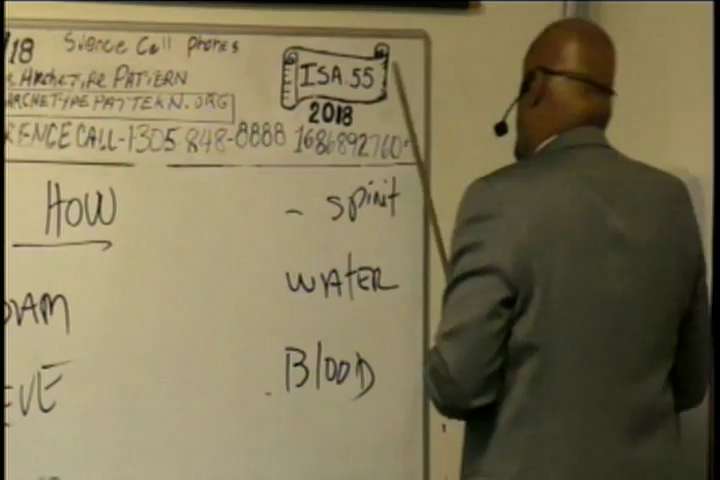 /18 Silence Cell Phones
ARCHETYPE PATTERN
ARCHETYPEPATTERN.ORG
RENCE CALL-1305-848-8888 1686892760
ISA.55
2018
HOW
- spirit
WATER
DAM
BlOOD
EVE